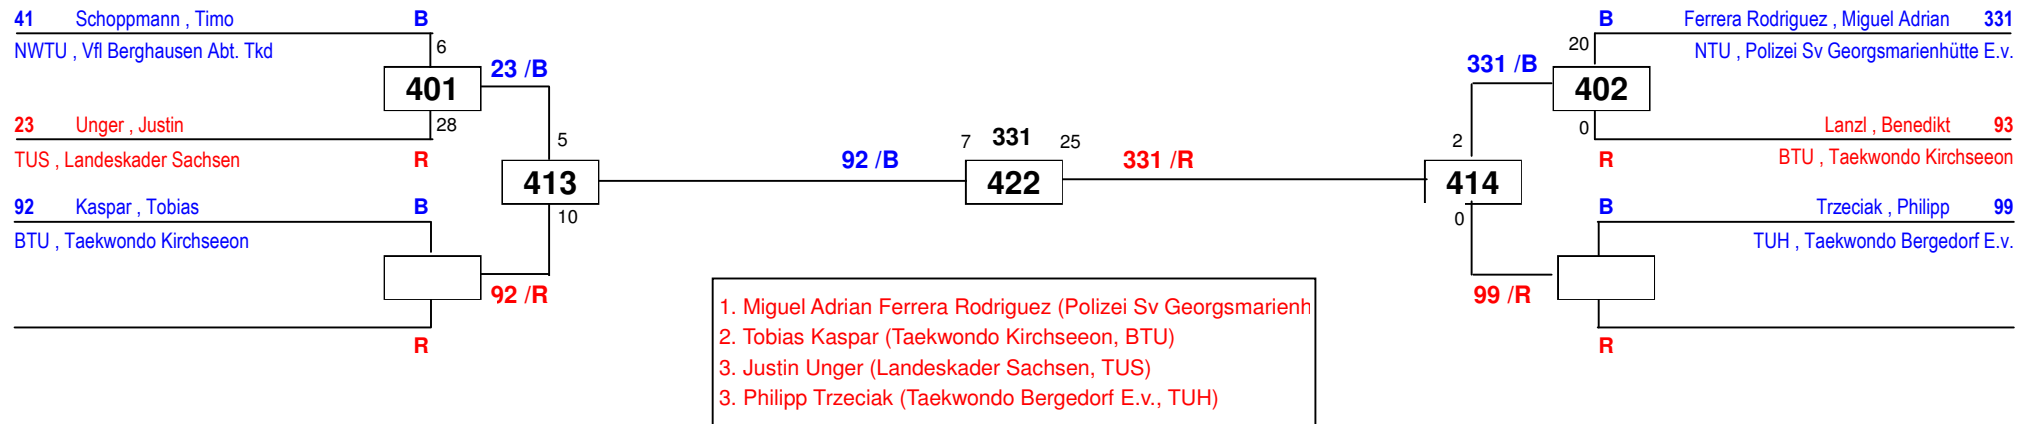 41 Schoppmann , Timo B
NWTU , Vfl Berghausen Abt. Tkd
6
401
23 /B
28
23 Unger , Justin
TUS , Landeskader Sachsen R
5
413
10
92 Kaspar , Tobias B
BTU , Taekwondo Kirchseeon
92 /R
R
92 /B
7 331 25
422
331 /R
1. Miguel Adrian Ferrera Rodriguez (Polizei Sv Georgsmarienh
2. Tobias Kaspar (Taekwondo Kirchseeon, BTU)
3. Justin Unger (Landeskader Sachsen, TUS)
3. Philipp Trzeciak (Taekwondo Bergedorf E.v., TUH)
B Ferrera Rodriguez , Miguel Adrian 331
NTU , Polizei Sv Georgsmarienhütte E.v.
20
331 /B
402
0
Lanzl , Benedikt 93
R BTU , Taekwondo Kirchseeon
2
414
0
B Trzeciak , Philipp 99
TUH , Taekwondo Bergedorf E.v.
99 /R
R